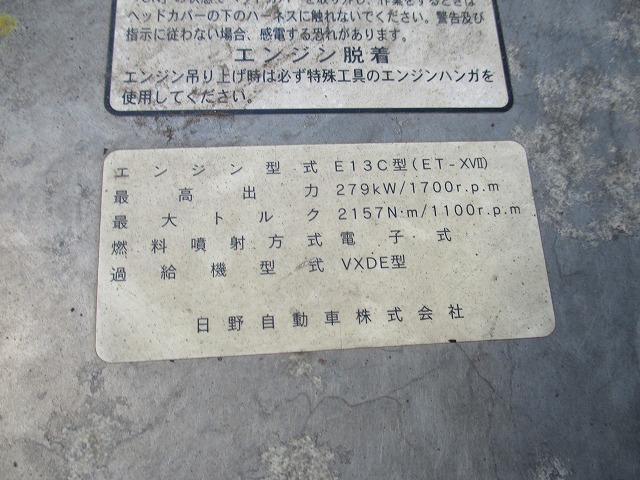 ヘッドカバーの下のハーネスに触れないでください。警告及び
指示に従わない場合、感電する恐れがあります。
エンジン脱着
エンジン吊り上げ時は必ず特殊工具のエンジンハンガを
使用してください。
エンジン型式 E13C型(ET-XVII)
最高出力 279kW/1700r.p.m
最大トルク 2157N·m/1100r.p.m
燃料噴射方式 電子式
過給機型式 VXDE型
日野自動車株式会社